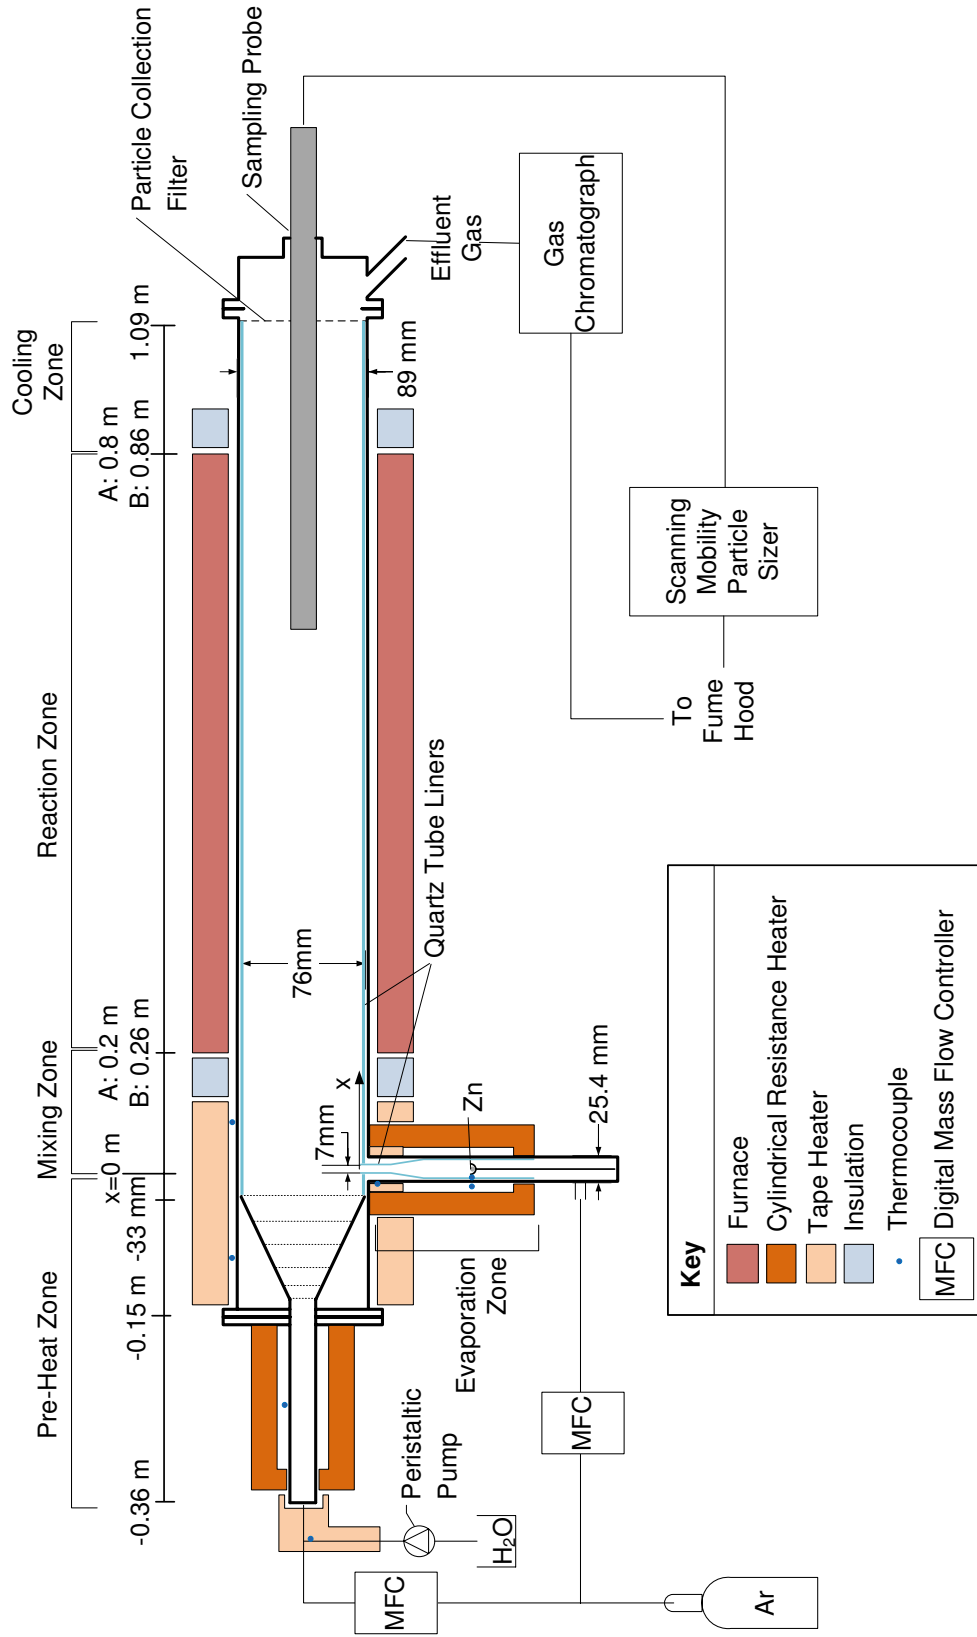 Pre-Heat Zone
Mixing Zone
Reaction Zone
Cooling
Zone
-0.36 m
-0.15 m
-33 mm
x=0 m
A: 0.2 m
B: 0.26 m
A: 0.8 m
B: 0.86 m
1.09 m
Particle Collection
Filter
Sampling Probe
76mm
89 mm
7mm
x
Quartz Tube Liners
Effluent
Gas
Gas
Chromatograph
Zn
25.4 mm
Evaporation
Zone
Peristaltic
Pump
H₂O
MFC
MFC
Ar
To
Fume
Hood
Scanning
Mobility
Particle
Sizer
Key
Furnace
Cylindrical Resistance Heater
Tape Heater
Insulation
Thermocouple
MFC Digital Mass Flow Controller